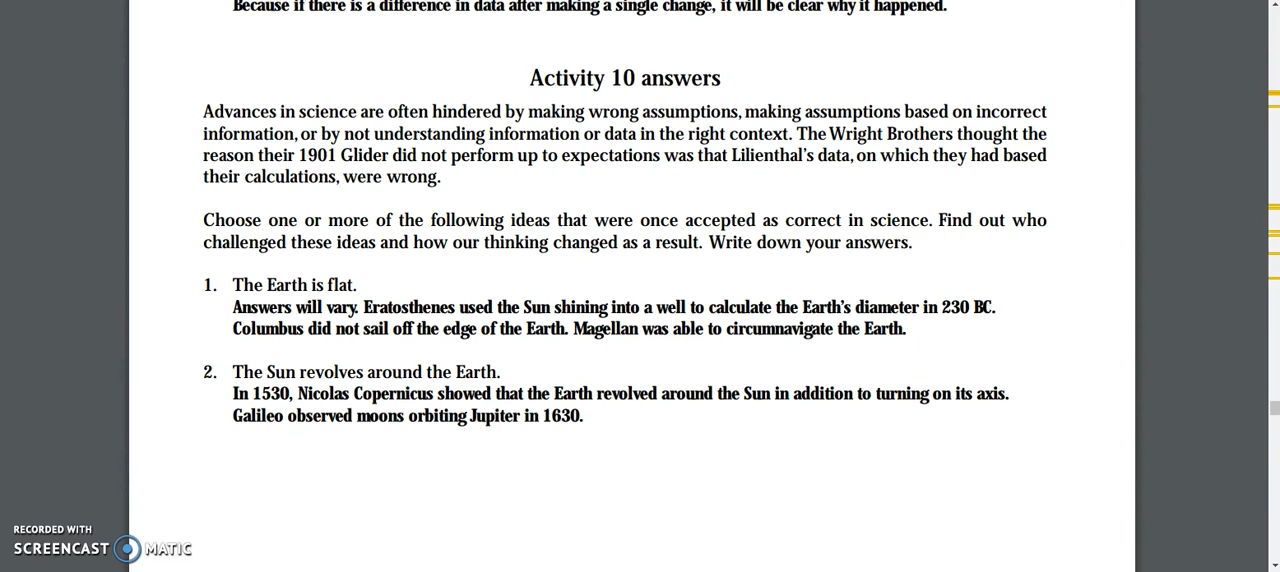 Because if there is a difference in data after making a single change, it will be clear why it happened.
Activity 10 answers
Advances in science are often hindered by making wrong assumptions, making assumptions based on incorrect
information, or by not understanding information or data in the right context. The Wright Brothers thought the
reason their 1901 Glider did not perform up to expectations was that Lilienthal's data, on which they had based
their calculations, were wrong.
Choose one or more of the following ideas that were once accepted as correct in science. Find out who
challenged these ideas and how our thinking changed as a result. Write down your answers.
1. The Earth is flat.
Answers will vary. Eratosthenes used the Sun shining into a well to calculate the Earth's diameter in 230 BC.
Columbus did not sail off the edge of the Earth. Magellan was able to circumnavigate the Earth.
2. The Sun revolves around the Earth.
In 1530, Nicolas Copernicus showed that the Earth revolved around the Sun in addition to turning on its axis.
Galileo observed moons orbiting Jupiter in 1630.
RECORDED WITH
SCREENCAST MATIC